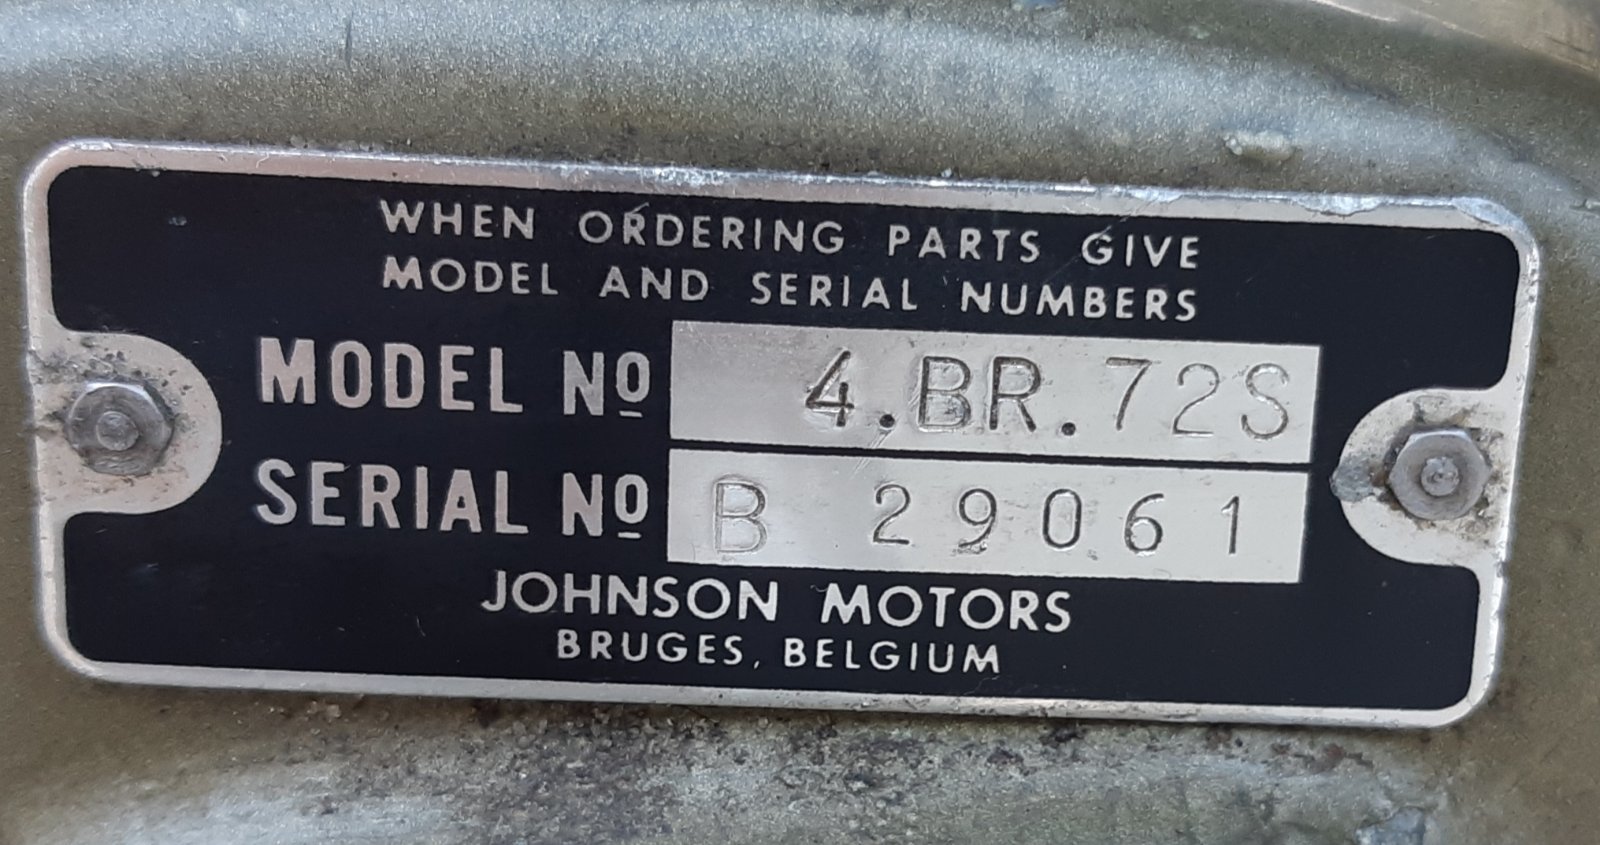 WHEN ORDERING PARTS GIVE
MODEL AND SERIAL NUMBERS
MODEL Nº 4.BR.72S
SERIAL Nº B 29061
JOHNSON MOTORS
BRUGES, BELGIUM